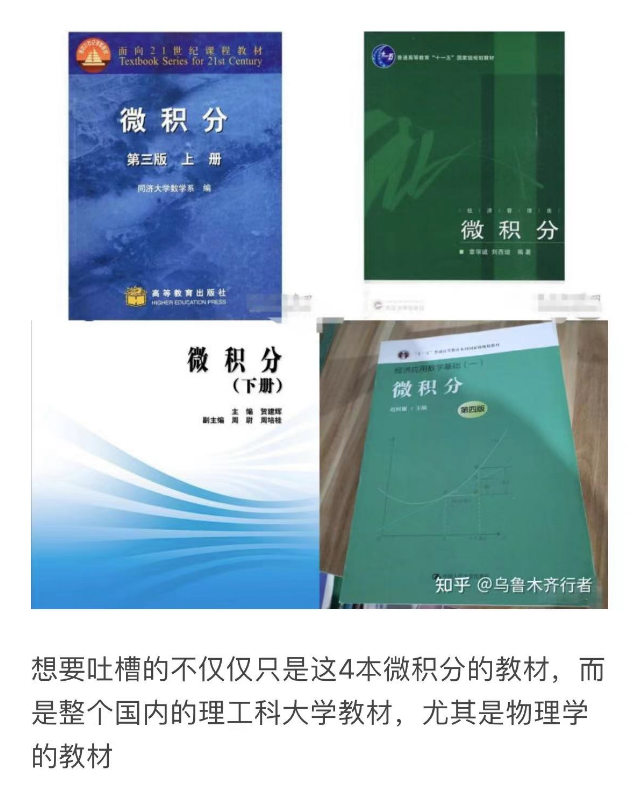 面向21世纪课程教材
Textbook Series for 21st Century
微积分
第三版 上册
同济大学数学系 编
高等教育出版社
HIGHER EDUCATION PRESS
普通高等教育“十一五”国家级规划教材
经济管理类
微积分
编著
微积分
(下册)
主编 贺建辉
副主编 周尉 周培桂
经济应用数学基础(一)
微积分
主编
第四版
知乎 @乌鲁木齐行者
想要吐槽的不仅仅只是这4本微积分的教材,而
是整个国内的理工科大学教材,尤其是物理学
的教材